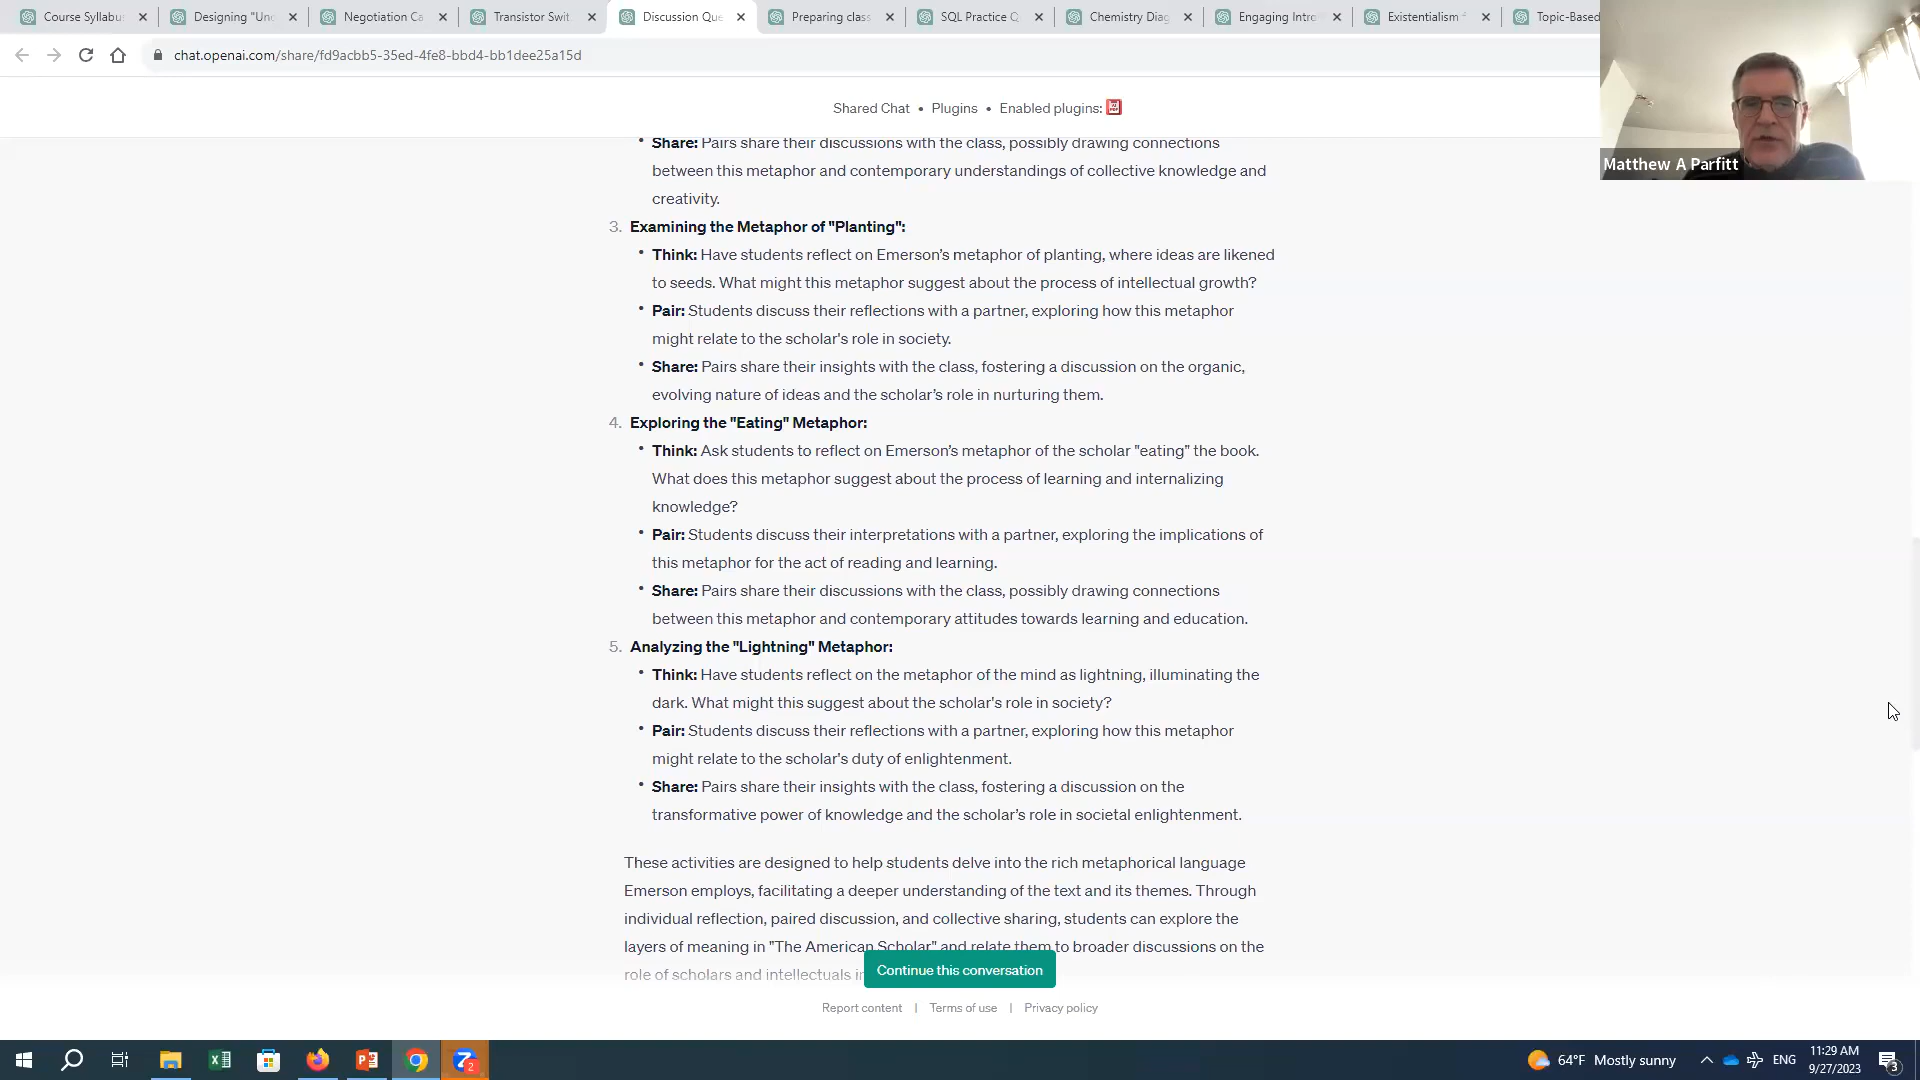 Course Syllabu
Designing "Un
Negotiation Ca
Transistor Swit
Discussion Que
Preparing class
SQL Practice Q
Chemistry Diag
Engaging Intro
Existentialism
Topic-Based
chat.openai.com/share/fd9acbb5-35ed-4fe8-bbd4-bb1dee25a15d
Shared Chat • Plugins • Enabled plugins:
Matthew A Parfitt
• Share: Pairs share their discussions with the class, possibly drawing connections
between this metaphor and contemporary understandings of collective knowledge and
creativity.
3. Examining the Metaphor of "Planting":
• Think: Have students reflect on Emerson's metaphor of planting, where ideas are likened
to seeds. What might this metaphor suggest about the process of intellectual growth?
• Pair: Students discuss their reflections with a partner, exploring how this metaphor
might relate to the scholar's role in society.
• Share: Pairs share their insights with the class, fostering a discussion on the organic,
evolving nature of ideas and the scholar's role in nurturing them.
4. Exploring the "Eating" Metaphor:
• Think: Ask students to reflect on Emerson's metaphor of the scholar "eating" the book.
What does this metaphor suggest about the process of learning and internalizing
knowledge?
• Pair: Students discuss their interpretations with a partner, exploring the implications of
this metaphor for the act of reading and learning.
• Share: Pairs share their discussions with the class, possibly drawing connections
between this metaphor and contemporary attitudes towards learning and education.
5. Analyzing the "Lightning" Metaphor:
• Think: Have students reflect on the metaphor of the mind as lightning, illuminating the
dark. What might this suggest about the scholar's role in society?
• Pair: Students discuss their reflections with a partner, exploring how this metaphor
might relate to the scholar's duty of enlightenment.
• Share: Pairs share their insights with the class, fostering a discussion on the
transformative power of knowledge and the scholar's role in societal enlightenment.
These activities are designed to help students delve into the rich metaphorical language
Emerson employs, facilitating a deeper understanding of the text and its themes. Through
individual reflection, paired discussion, and collective sharing, students can explore the
layers of meaning in "The American Scholar" and relate them to broader discussions on the
role of scholars and intellectuals
Continue this conversation
Report content | Terms of use | Privacy policy
64°F Mostly sunny
ENG
11:29 AM
9/27/2023
2
3